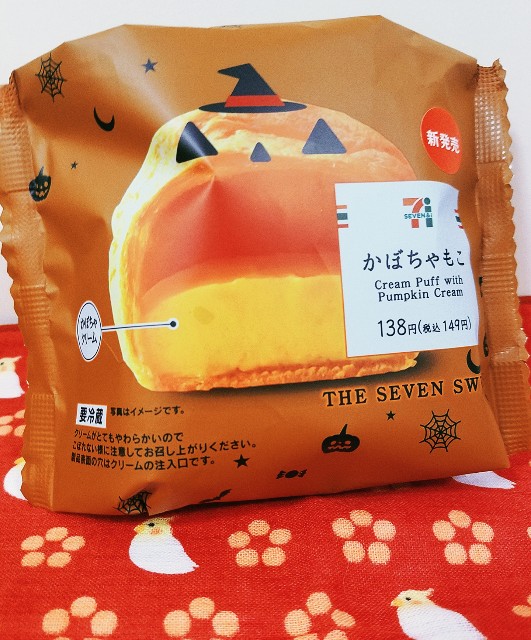 新発売
SEVEN&i
かぼちゃもこ
Cream Puff with
Pumpkin Cream
138円(税込149円)
かぼちゃ
クリーム
THE SEVEN SW
要冷蔵 写真はイメージです。
クリームがとてもやわらかいので
こぼれない様に注意してお召し上がりください。
製品表面の穴はクリームの注入口です。